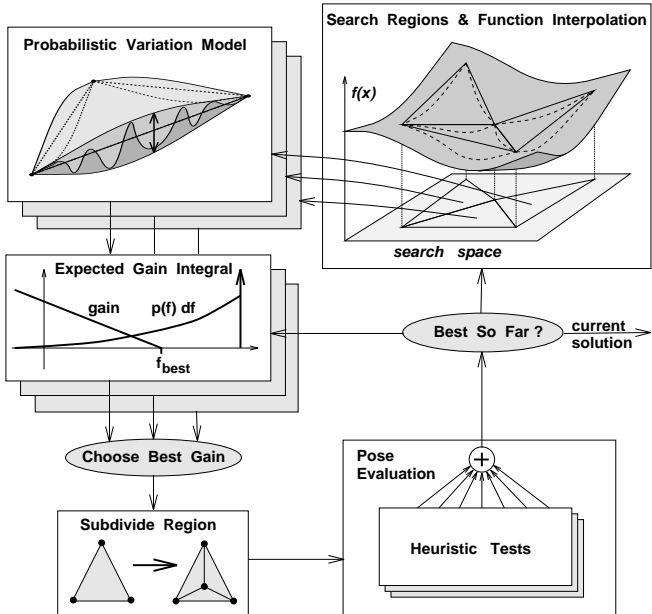 Probabilistic Variation Model
Search Regions & Function Interpolation
f(x)
search space
Expected Gain Integral
gain
p(f) df
f_best
Best So Far ?
current
solution
Choose Best Gain
Pose
Evaluation
+
Subdivide Region
Heuristic Tests